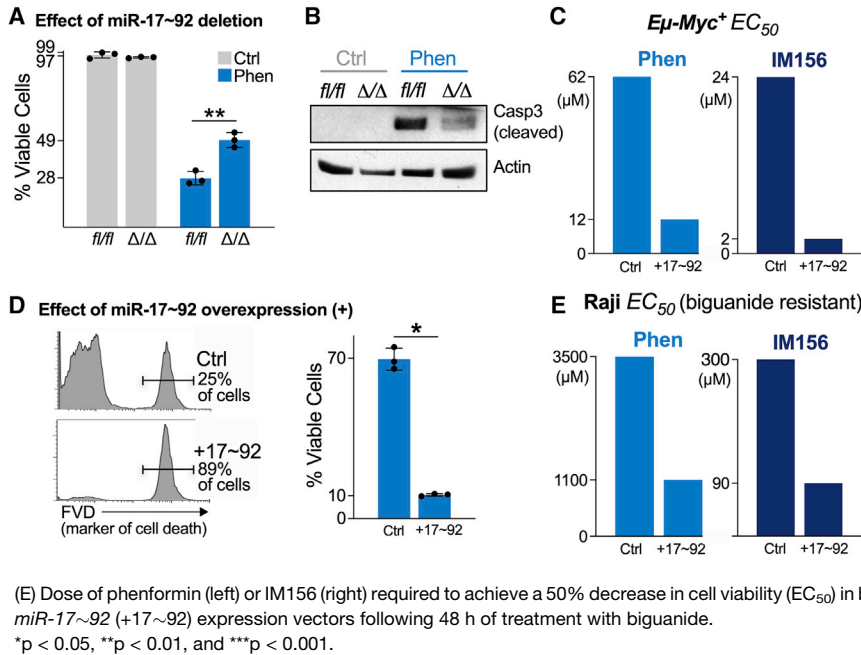 A Effect of miR-17~92 deletion
99
97
49
28
% Viable Cells
Ctrl
Phen
**
fl/fl Δ/Δ fl/fl Δ/Δ
B
Ctrl Phen
fl/fl Δ/Δ fl/fl Δ/Δ
Casp3
(cleaved)
Actin
C Eμ-Myc+ EC50
Phen
62
(μM)
12
0
Ctrl +17~92
IM156
24
(μM)
2
0
Ctrl +17~92
D Effect of miR-17~92 overexpression (+)
Ctrl
25%
of cells
+17~92
89%
of cells
FVD
(marker of cell death)
*
% Viable Cells
70
10
0
Ctrl +17~92
E Raji EC50 (biguanide resistant)
Phen
3500
(μM)
1100
0
Ctrl +17~92
IM156
300
(μM)
90
0
Ctrl +17~92
(E) Dose of phenformin (left) or IM156 (right) required to achieve a 50% decrease in cell viability (EC50) in
miR-17~92 (+17~92) expression vectors following 48 h of treatment with biguanide.
*p < 0.05, **p < 0.01, and ***p < 0.001.